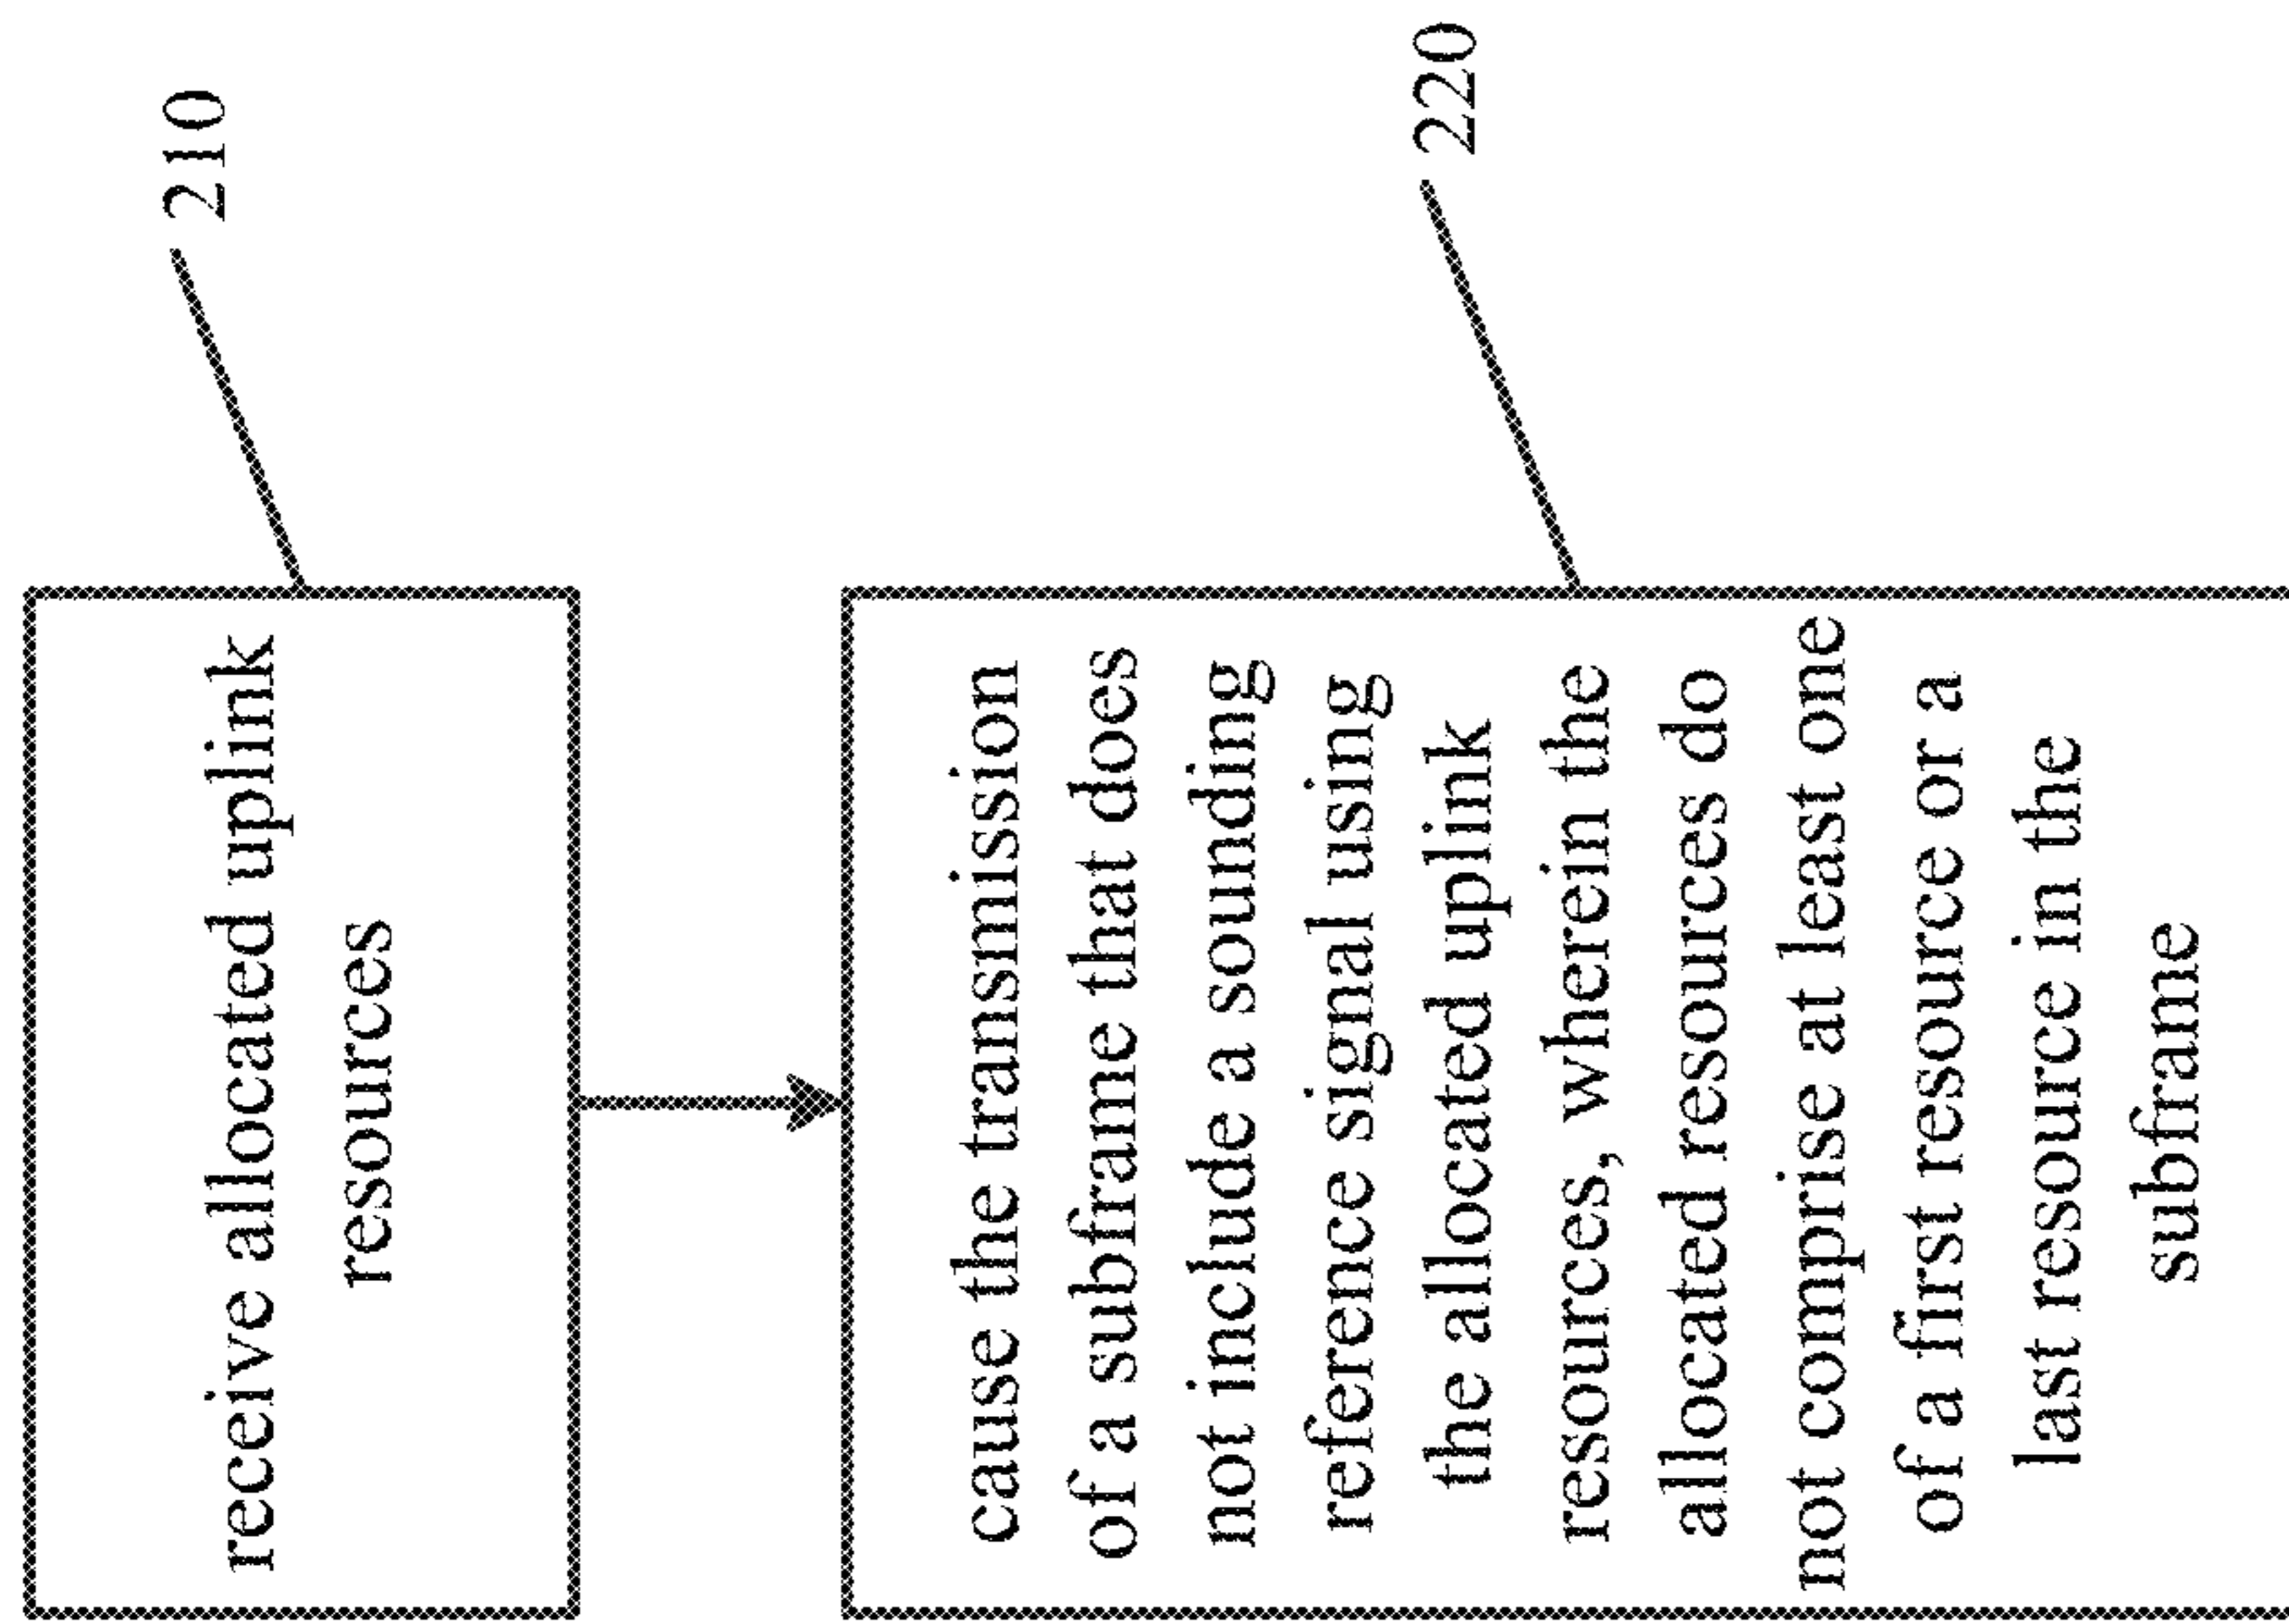 receive allocated uplink
resources
210
cause the transmission
of a subframe that does
not include a sounding
reference signal using
the allocated uplink
resources, wherein the
allocated resources do
not comprise at least one
of a first resource or a
last resource in the
subframe
220